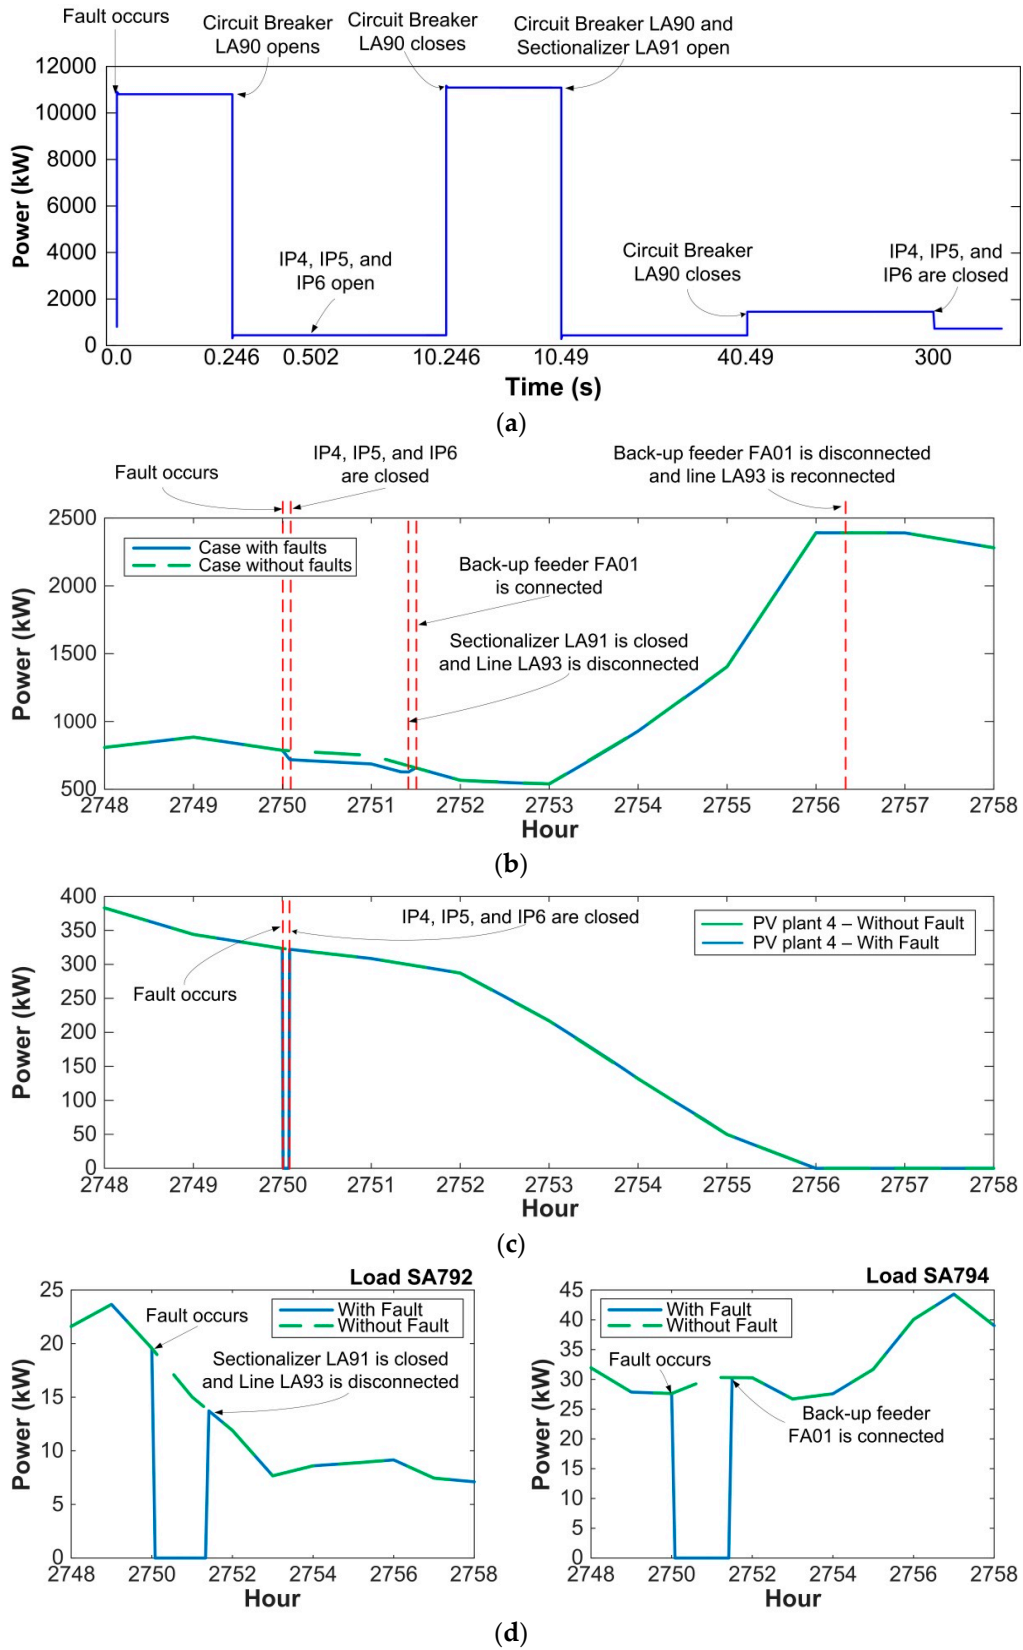 Fault occurs
Circuit Breaker
LA90 opens
Circuit Breaker
LA90 closes
Circuit Breaker LA90 and
Sectionalizer LA91 open
12000
10000
8000
6000
4000
2000
0
Power (kW)
IP4, IP5, and
IP6 open
Circuit Breaker
LA90 closes
IP4, IP5, and
IP6 are closed
0.0 0.246 0.502 10.246 10.49 40.49 300
Time (s)
(a)
Fault occurs
IP4, IP5, and IP6
are closed
Back-up feeder FA01 is disconnected
and line LA93 is reconnected
2500
2000
1500
1000
500
Power (kW)
Case with faults
Case without faults
Back-up feeder FA01
is connected
Sectionalizer LA91 is closed
and Line LA93 is disconnected
2748 2749 2750 2751 2752 2753 2754 2755 2756 2757 2758
Hour
(b)
400
350
300
250
200
150
100
50
0
Power (kW)
IP4, IP5, and IP6 are closed
Fault occurs
PV plant 4 – Without Fault
PV plant 4 – With Fault
2748 2749 2750 2751 2752 2753 2754 2755 2756 2757 2758
Hour
(c)
Load SA792
25
20
15
10
5
0
Power (kW)
With Fault
Without Fault
Fault occurs
Sectionalizer LA91 is closed
and Line LA93 is disconnected
2748 2750 2752 2754 2756 2758
Hour
Load SA794
45
40
35
30
25
20
15
10
5
0
Power (kW)
With Fault
Without Fault
Fault occurs
Back-up feeder
FA01 is connected
2748 2750 2752 2754 2756 2758
Hour
(d)